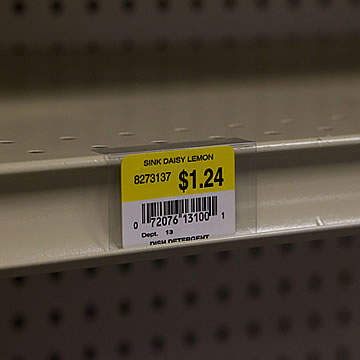 SINK DAISY LEMON
8273137 $1.24
0 72076 13100 1
Dept. 13
DISH DETERGENT